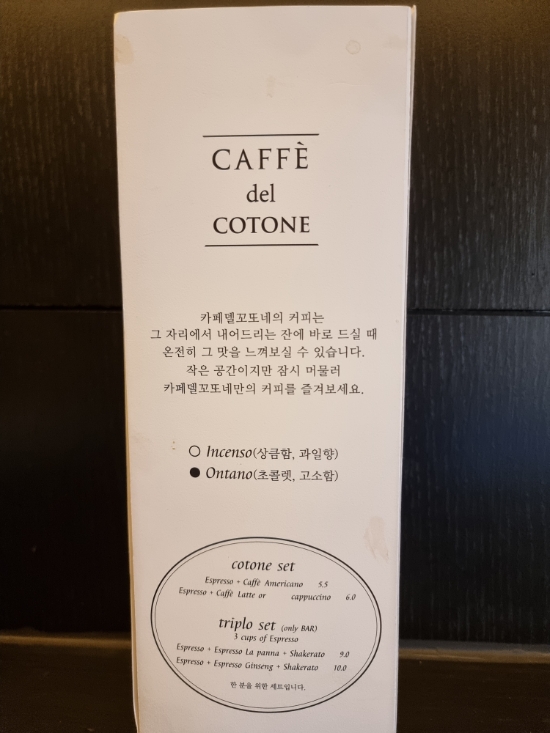 CAFFÈ
del
COTONE
카페델꼬또네의 커피는
그 자리에서 내어드리는 잔에 바로 드실 때
온전히 그 맛을 느껴보실 수 있습니다.
작은 공간이지만 잠시 머물러
카페델꼬또네만의 커피를 즐겨보세요.
○ Incenso(상큼함, 과일향)
● Ontano(초콜렛, 고소함)
cotone set
Espresso + Caffè Americano 5.5
Espresso + Caffè Latte or cappuccino 6.0
triplo set (only BAR)
3 cups of Espresso
Espresso + Espresso La panna + Shakerato 9.0
Espresso + Espresso Ginseng + Shakerato 10.0
한 분을 위한 세트입니다.